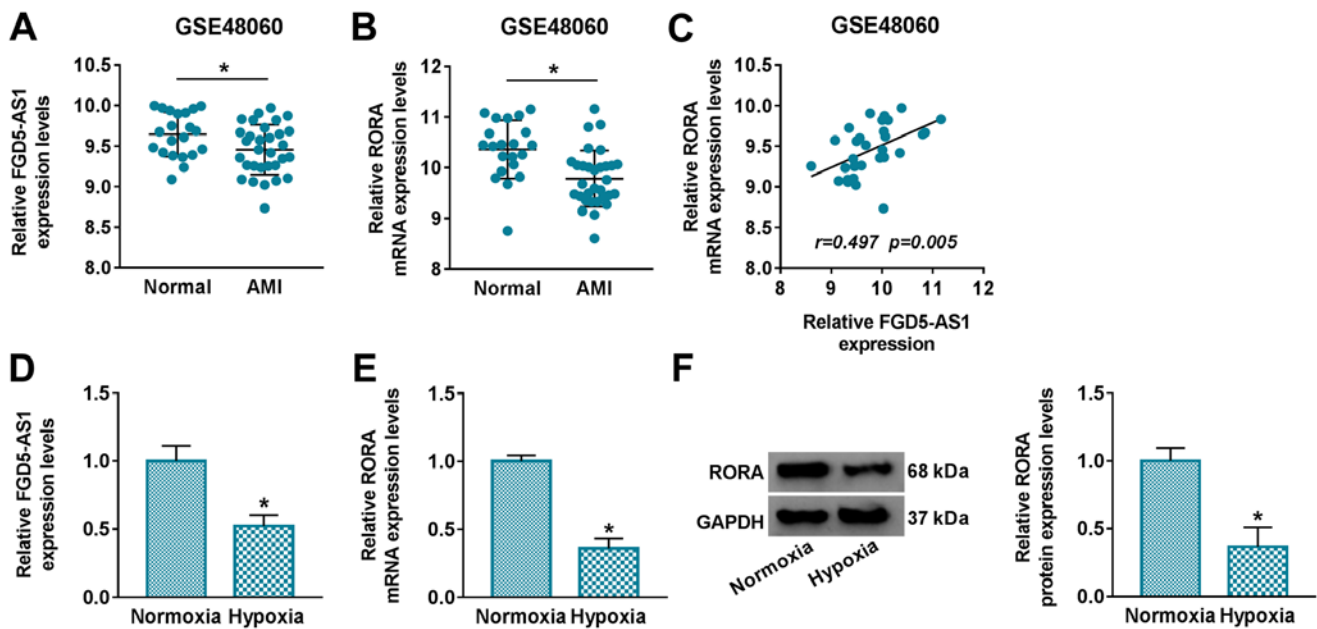 A
GSE48060
Relative FGD5-AS1
expression levels
10.5
10.0
9.5
9.0
8.5
8.0
*
Normal
AMI
B
GSE48060
Relative RORA
mRNA expression levels
12
11
10
9
8
*
Normal
AMI
C
GSE48060
Relative RORA
mRNA expression levels
10.5
10.0
9.5
9.0
8.5
8.0
r=0.497 p=0.005
8
9
10
11
12
Relative FGD5-AS1
expression
D
Relative FGD5-AS1
expression levels
1.5
1.0
0.5
0.0
*
Normoxia
Hypoxia
E
Relative RORA
mRNA expression levels
1.5
1.0
0.5
0.0
*
Normoxia
Hypoxia
F
RORA
68 kDa
GAPDH
37 kDa
Normoxia
Hypoxia
Relative RORA
protein expression levels
1.5
1.0
0.5
0.0
*
Normoxia
Hypoxia